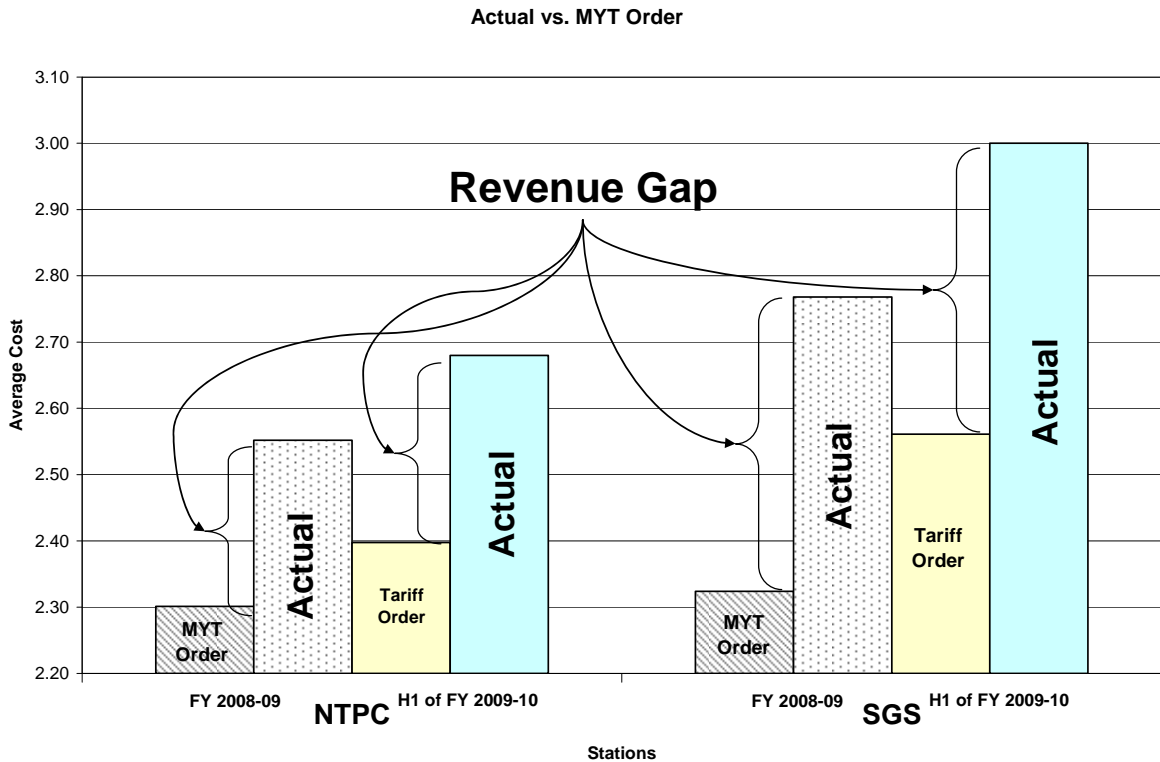 Actual vs. MYT Order
3.10
3.00
2.90
2.80
2.70
2.60
2.50
2.40
2.30
2.20
Average Cost
Revenue Gap
MYT
Order
Actual
Tariff
Order
Actual
MYT
Order
Actual
Tariff
Order
Actual
FY 2008-09
H1 of FY 2009-10
FY 2008-09
H1 of FY 2009-10
NTPC
SGS
Stations